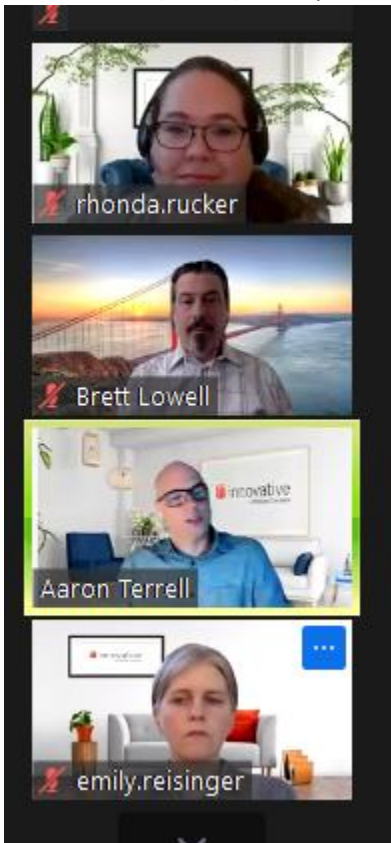 rhonda.rucker
Brett Lowell
innovative
Aaron Terrell
emily.reisinger